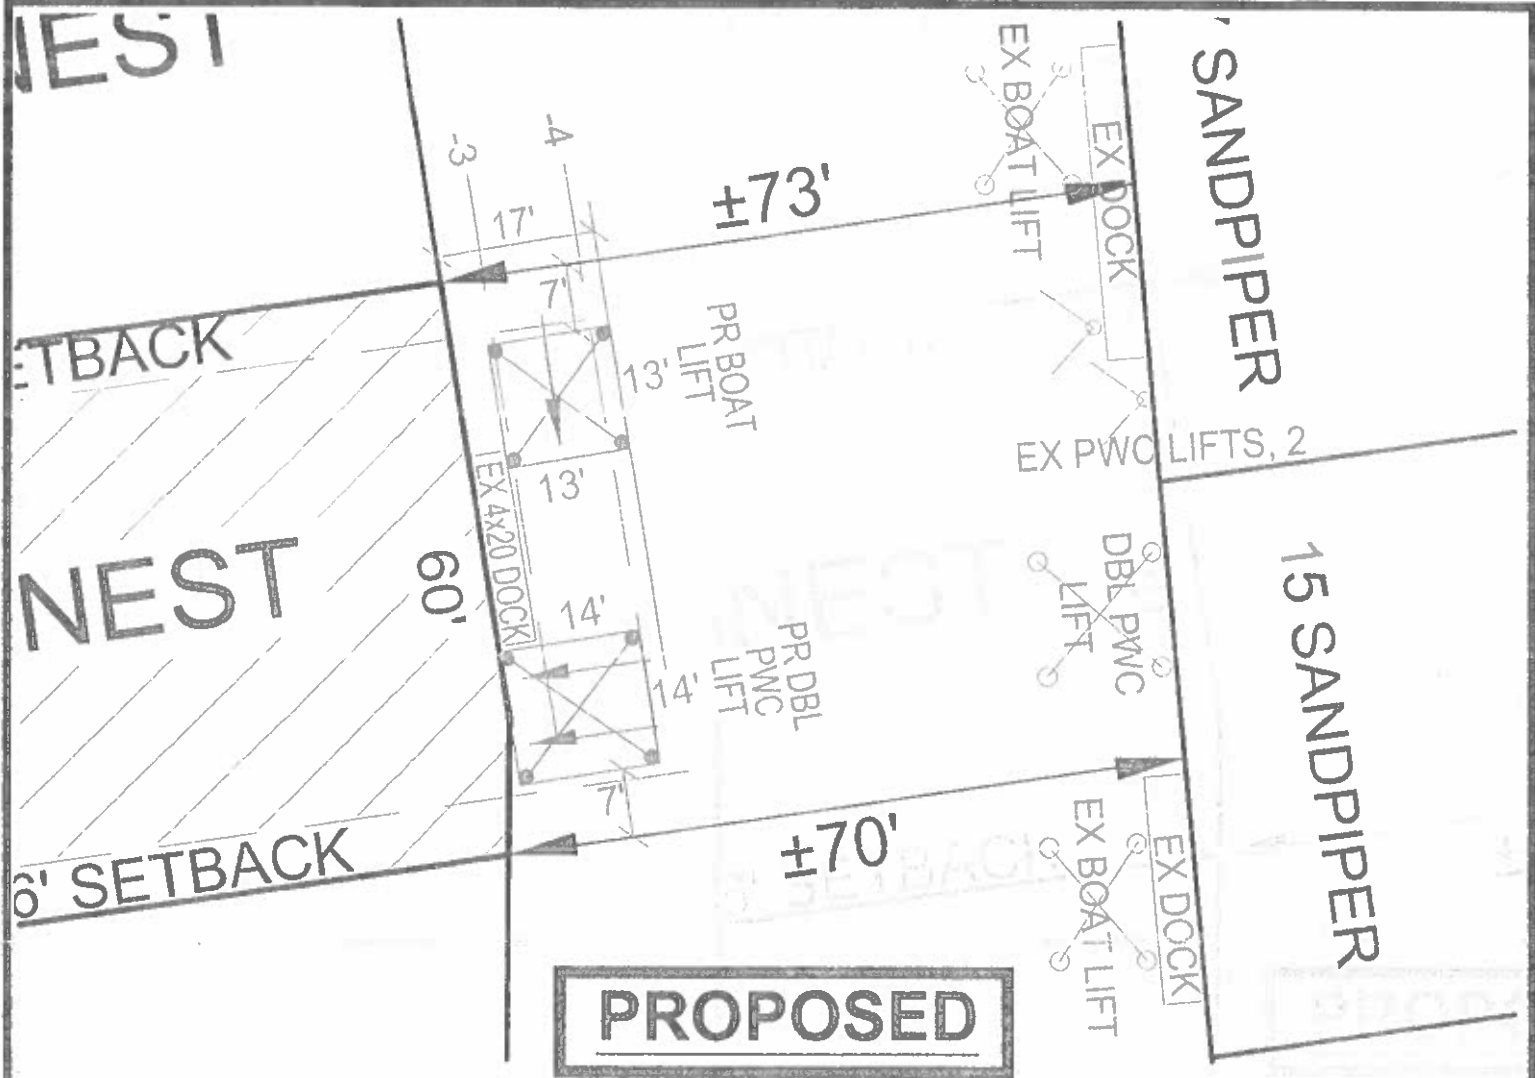 NEST
' SANDPIPER
EX BOAT LIFT
EX DOCK
-3
-4
±73'
17'
7'
SETBACK
PR BOAT
LIFT
13'
13'
EX PWC LIFTS, 2
EX 4x20 DOCK
NEST
60'
14'
14'
PR DBL
PWC
LIFT
DBL PWC
LIFT
15 SANDPIPER
7'
±70'
6' SETBACK
EX BOAT LIFT
EX DOCK
PROPOSED